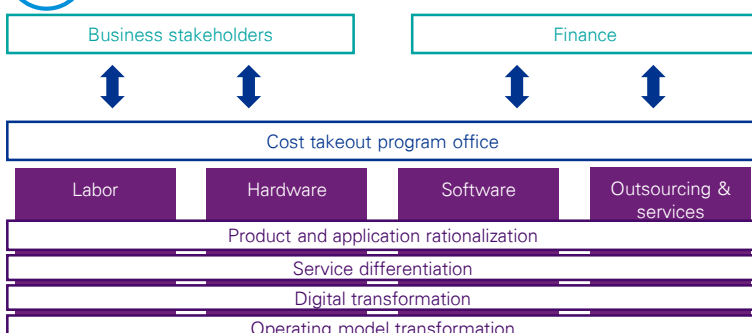 Business stakeholders
Finance
Cost takeout program office
Labor
Hardware
Software
Outsourcing &
services
Product and application rationalization
Service differentiation
Digital transformation
Operating model transformation